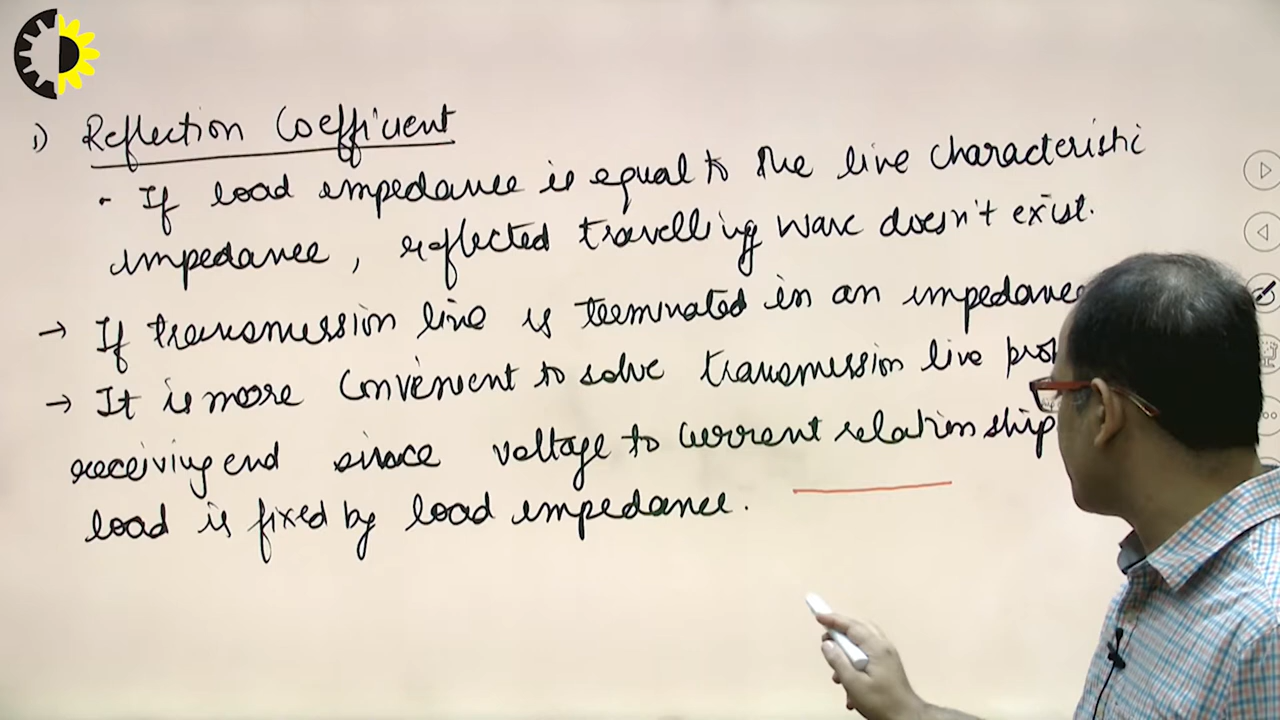 1) Reflection Coefficient
· If load impedance is equal to the line characteristic
impedance, reflected travelling wave doesn't exist.
→ If transmission line is terminated in an impedance
→ It is more convenient to solve transmission line
receiving end since voltage to current relationship
load is fixed by load impedance.